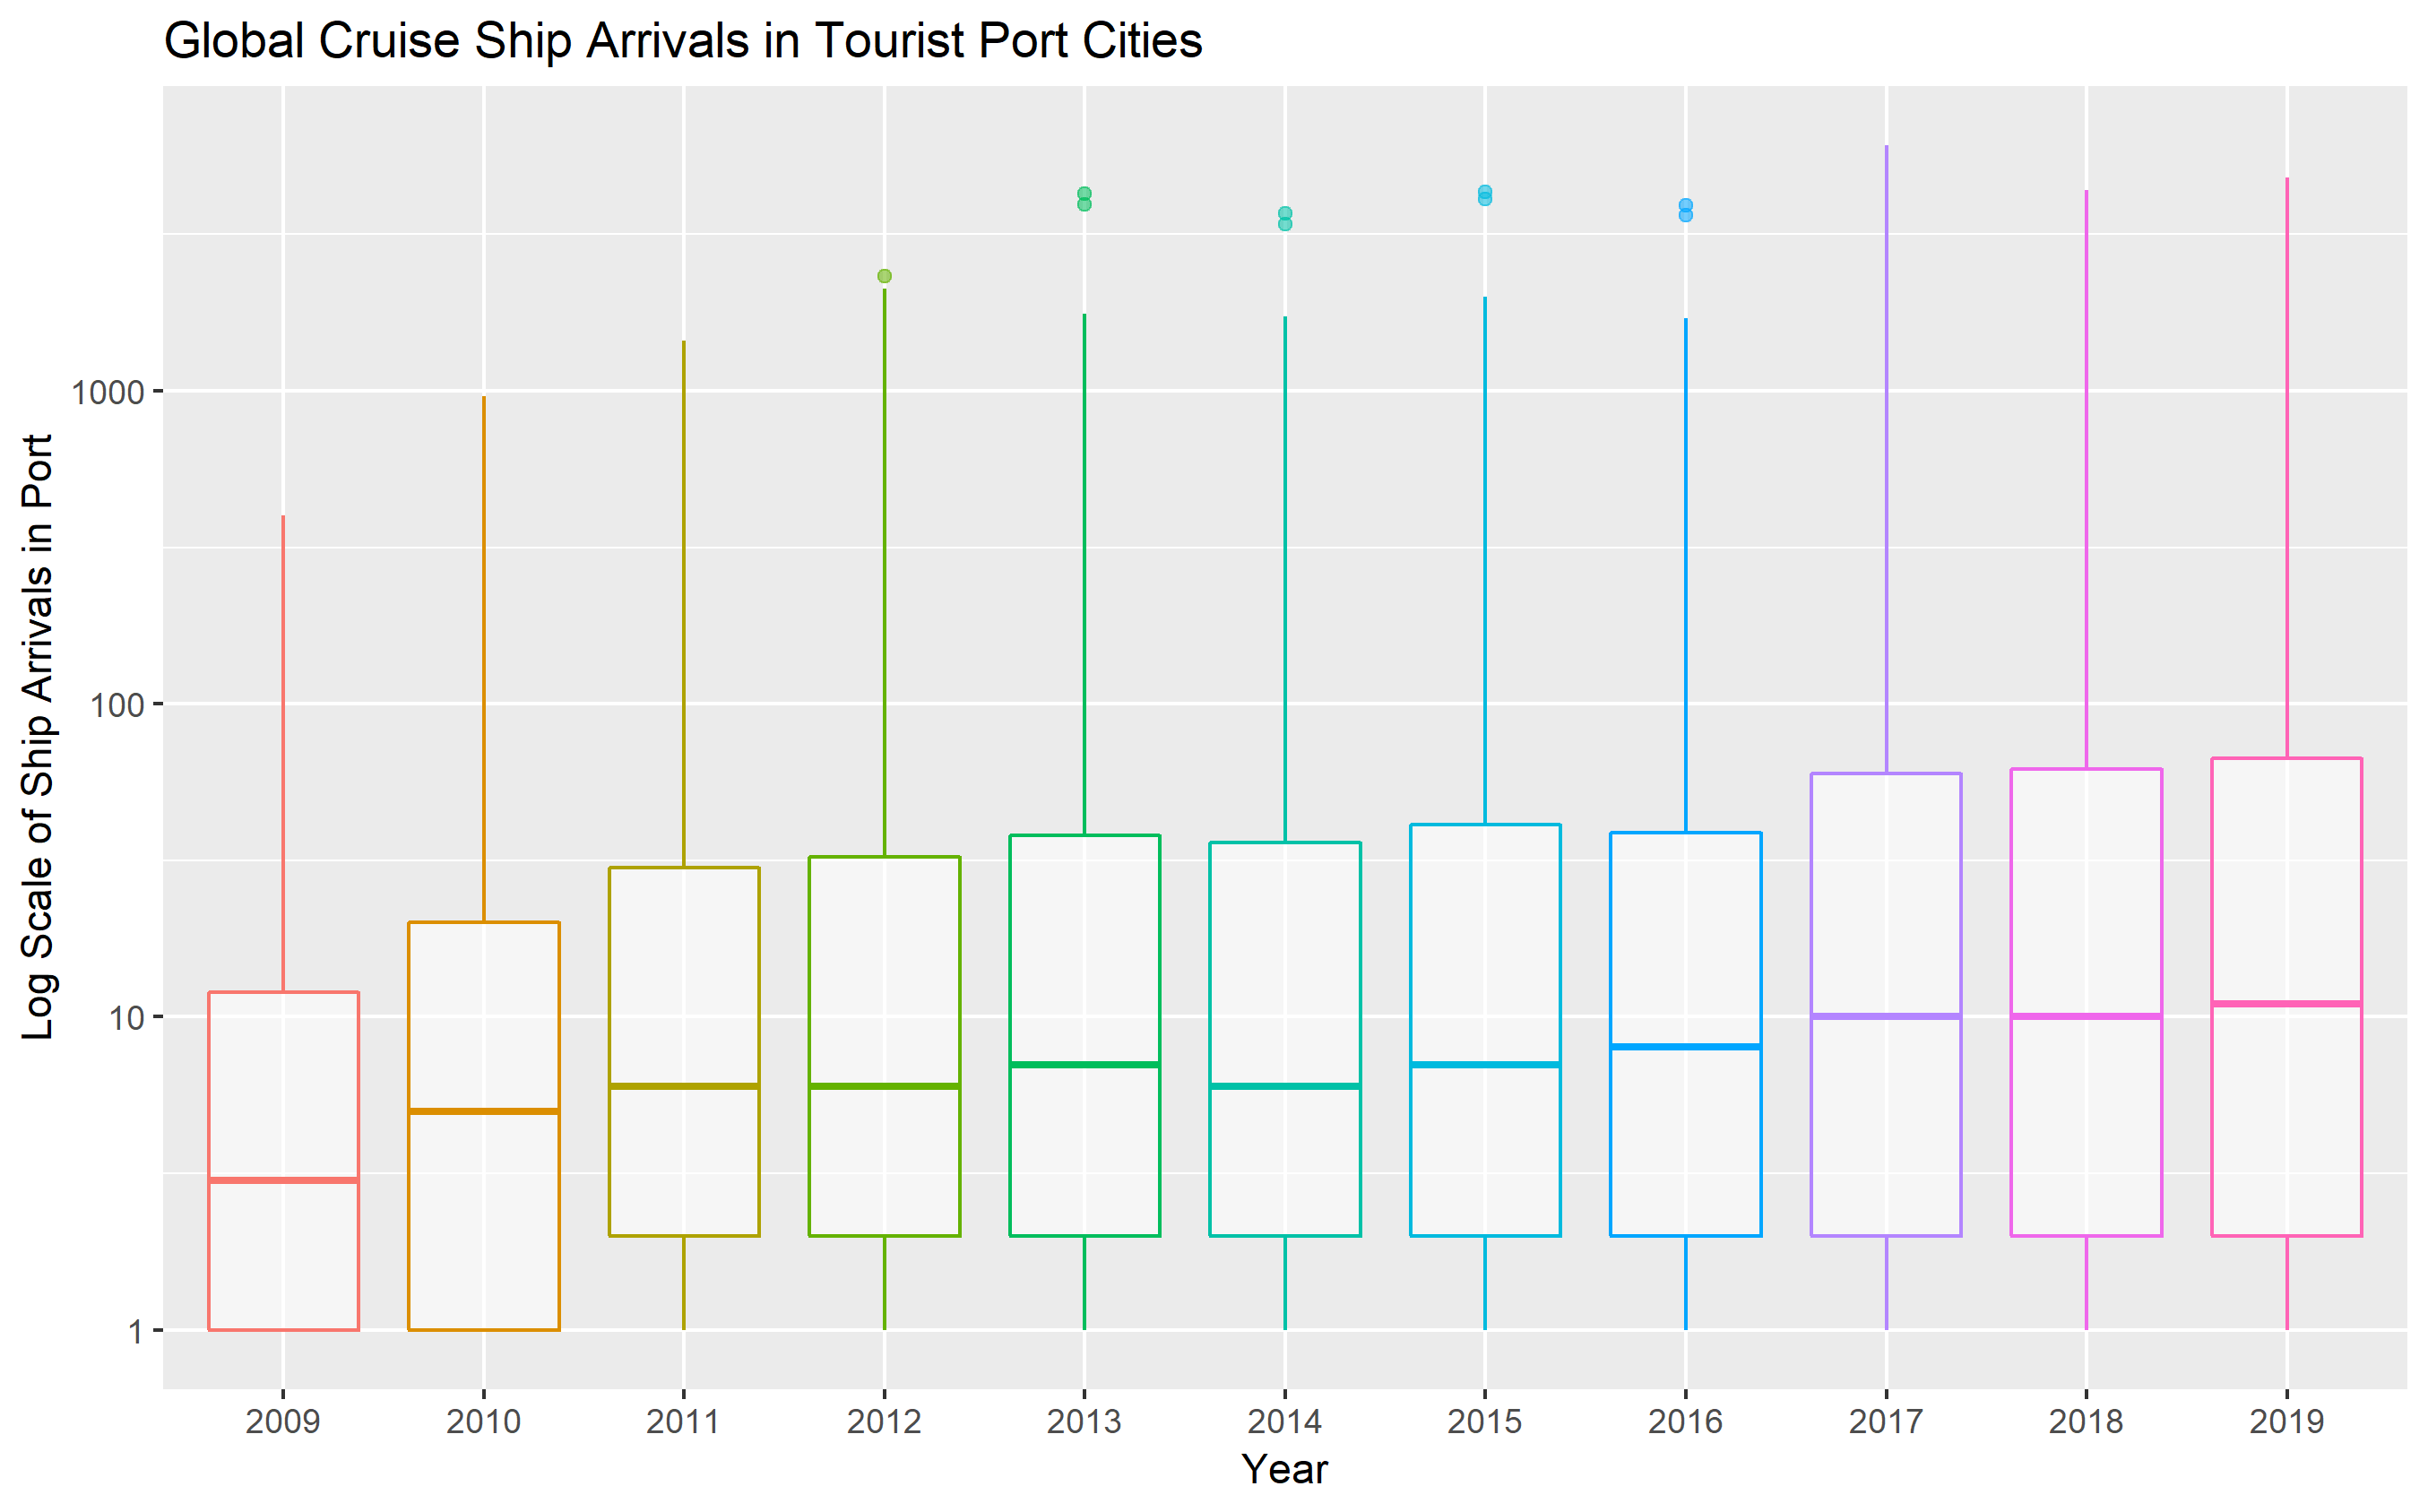 Global Cruise Ship Arrivals in Tourist Port Cities
Log Scale of Ship Arrivals in Port
1000
100
10
1
2009 2010 2011 2012 2013 2014 2015 2016 2017 2018 2019
Year